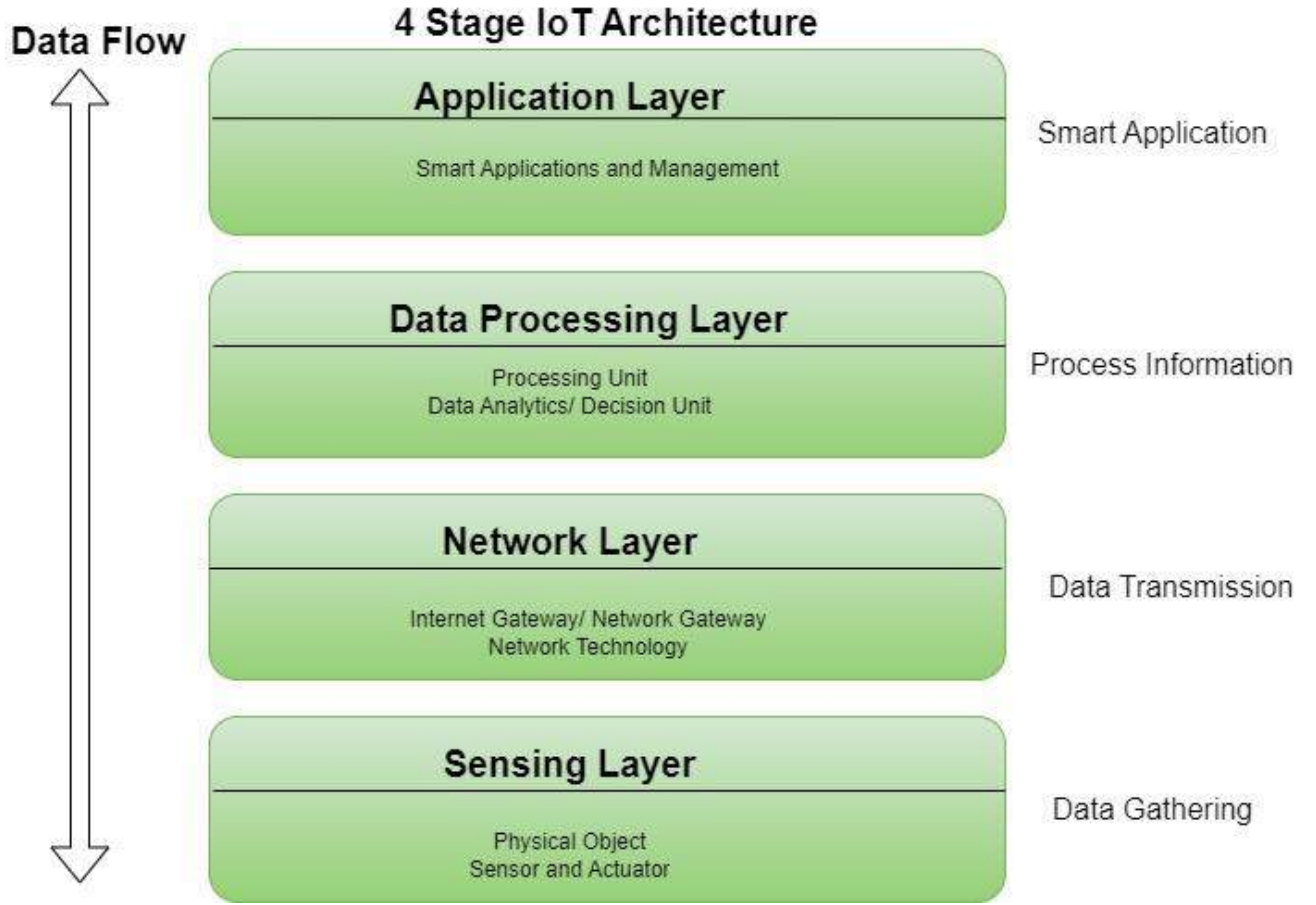 4 Stage IoT Architecture
Data Flow
Application Layer
Smart Applications and Management
Smart Application
Data Processing Layer
Processing Unit
Data Analytics/ Decision Unit
Process Information
Network Layer
Internet Gateway/ Network Gateway
Network Technology
Data Transmission
Sensing Layer
Physical Object
Sensor and Actuator
Data Gathering